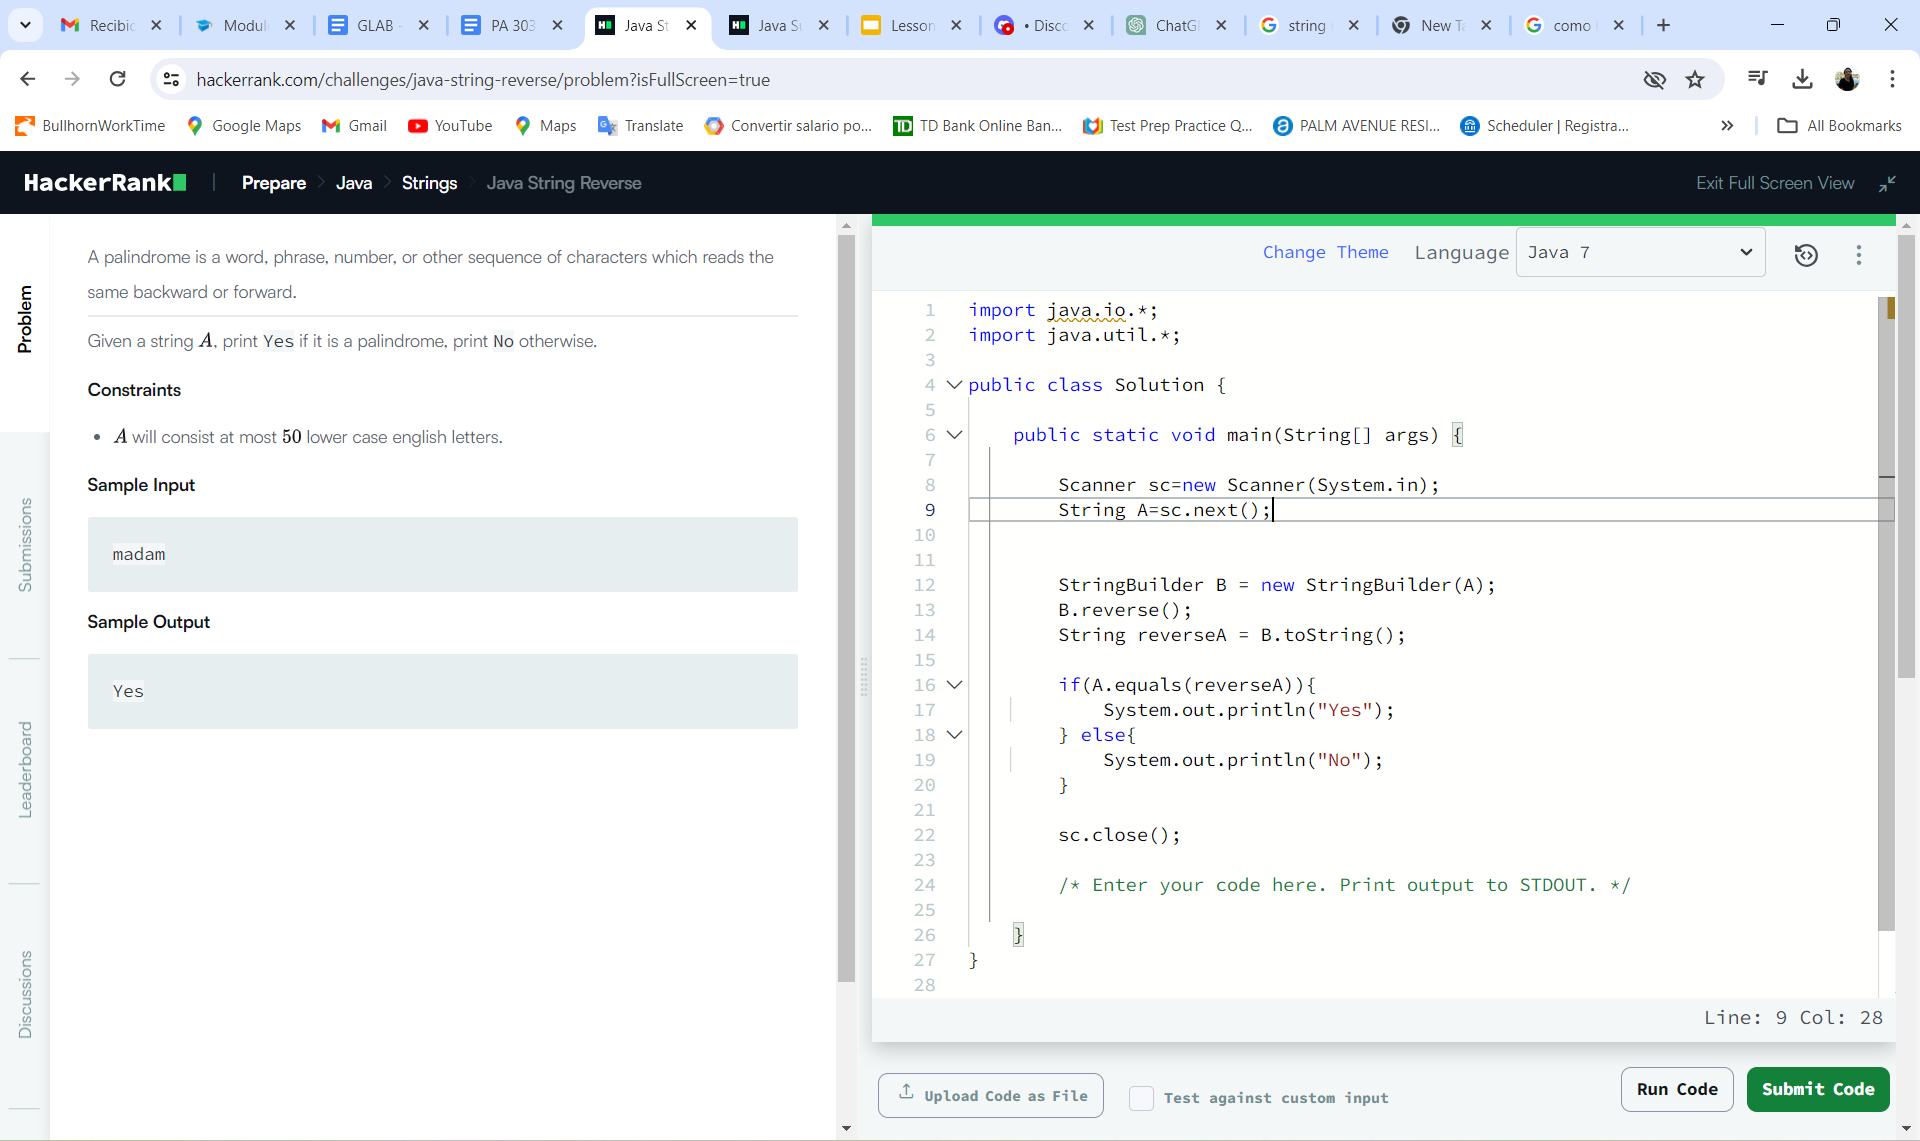 Recibic
Modul
GLAB -
PA 303
Java St
Java Su
Lesson
• Disco
ChatGP
string
New Ta
como
hackerrank.com/challenges/java-string-reverse/problem?isFullScreen=true
BullhornWorkTime
Google Maps
Gmail
YouTube
Maps
Translate
Convertir salario po...
TD Bank Online Ban...
Test Prep Practice Q...
PALM AVENUE RESI...
Scheduler | Registra...
All Bookmarks
HackerRank
Prepare
Java
Strings
Java String Reverse
Exit Full Screen View
Problem
Submissions
Leaderboard
Discussions
A palindrome is a word, phrase, number, or other sequence of characters which reads the
same backward or forward.
Given a string A, print Yes if it is a palindrome, print No otherwise.
Constraints
• A will consist at most 50 lower case english letters.
Sample Input
madam
Sample Output
Yes
Change Theme
Language
Java 7
1 import java.io.*;
2 import java.util.*;
3
4 public class Solution {
5
6 public static void main(String[] args) {
7
8 Scanner sc=new Scanner(System.in);
9 String A=sc.next();
10
11
12 StringBuilder B = new StringBuilder(A);
13 B.reverse();
14 String reverseA = B.toString();
15
16 if(A.equals(reverseA)){
17 System.out.println("Yes");
18 } else{
19 System.out.println("No");
20 }
21
22 sc.close();
23
24 /* Enter your code here. Print output to STDOUT. */
25
26 }
27 }
28
Line: 9 Col: 28
Upload Code as File
Test against custom input
Run Code
Submit Code